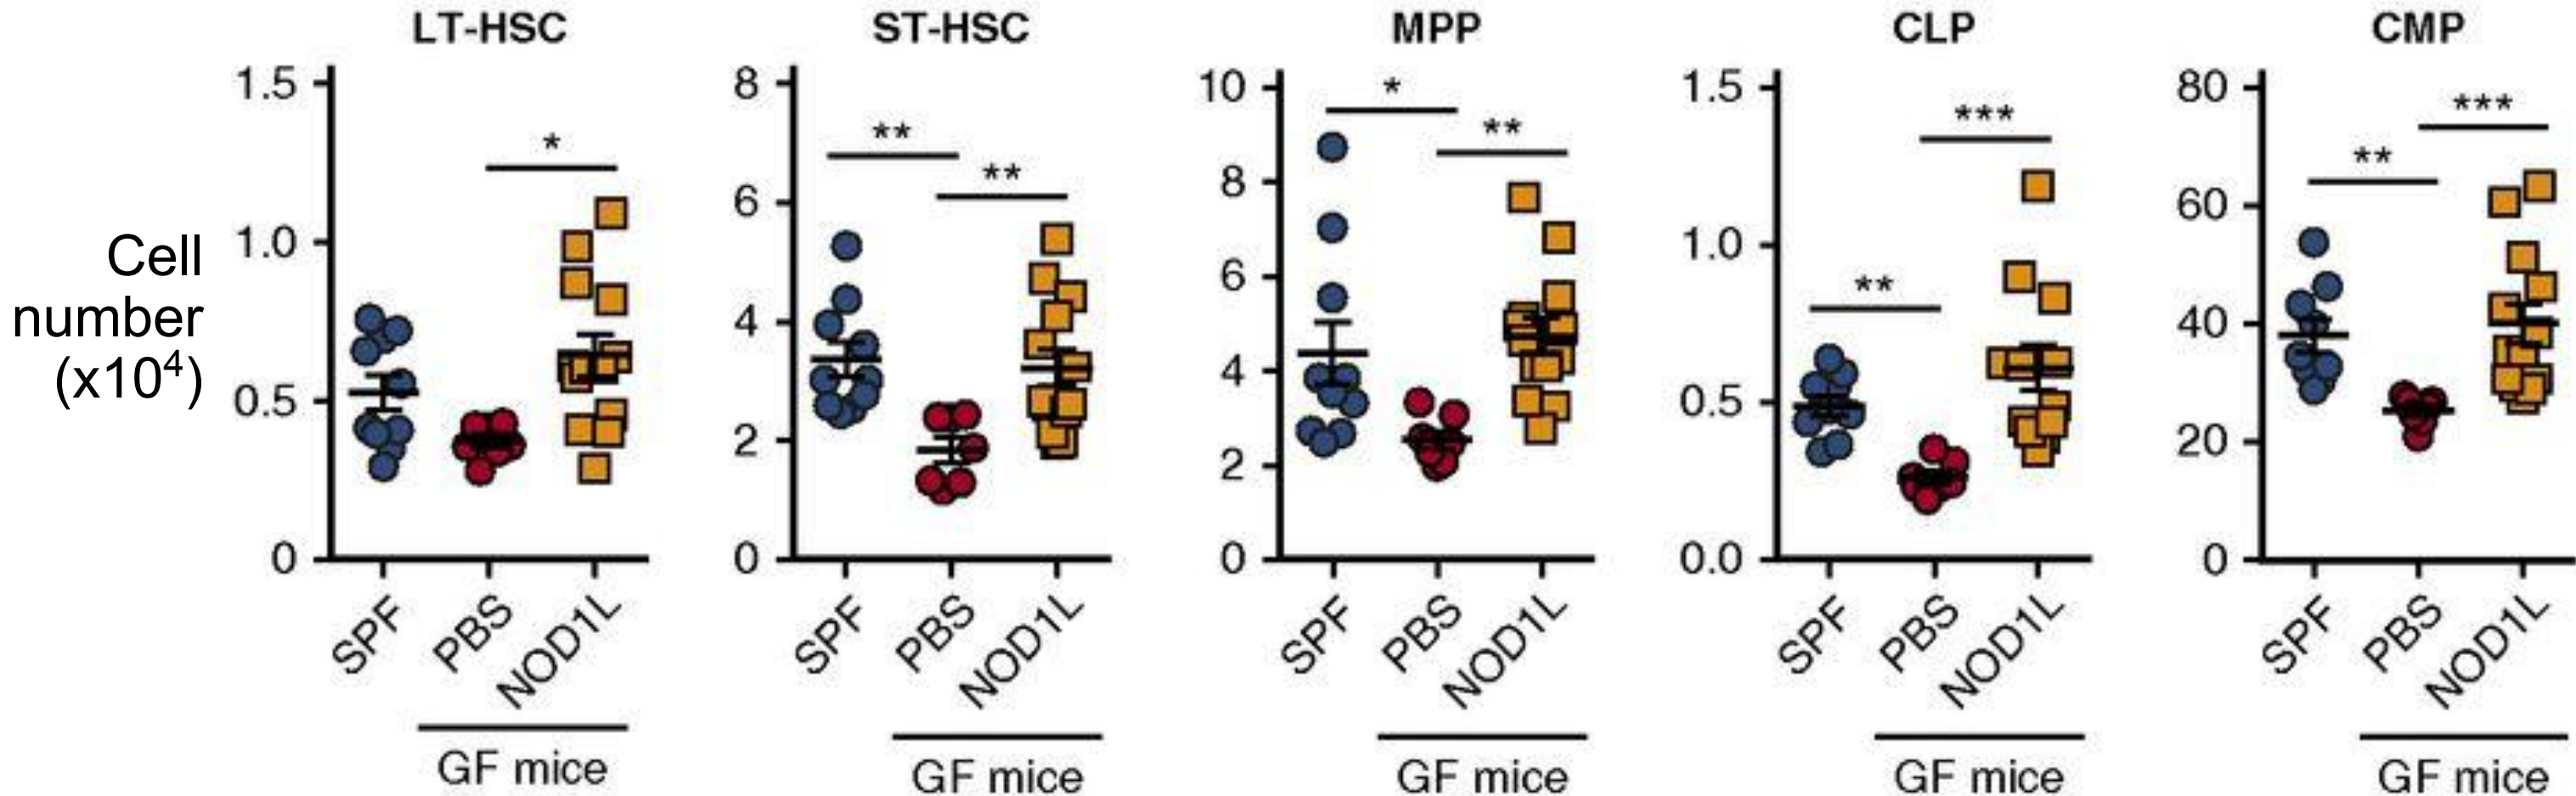 LT-HSC
ST-HSC
MPP
CLP
CMP
Cell
number
(x10⁴)
1.5
1.0
0.5
0
*
SPF
PBS
NOD1L
GF mice
8
6
4
2
0
**
**
SPF
PBS
NOD1L
GF mice
10
8
6
4
2
0
*
**
SPF
PBS
NOD1L
GF mice
1.5
1.0
0.5
0.0
***
**
SPF
PBS
NOD1L
GF mice
80
60
40
20
0
***
**
SPF
PBS
NOD1L
GF mice